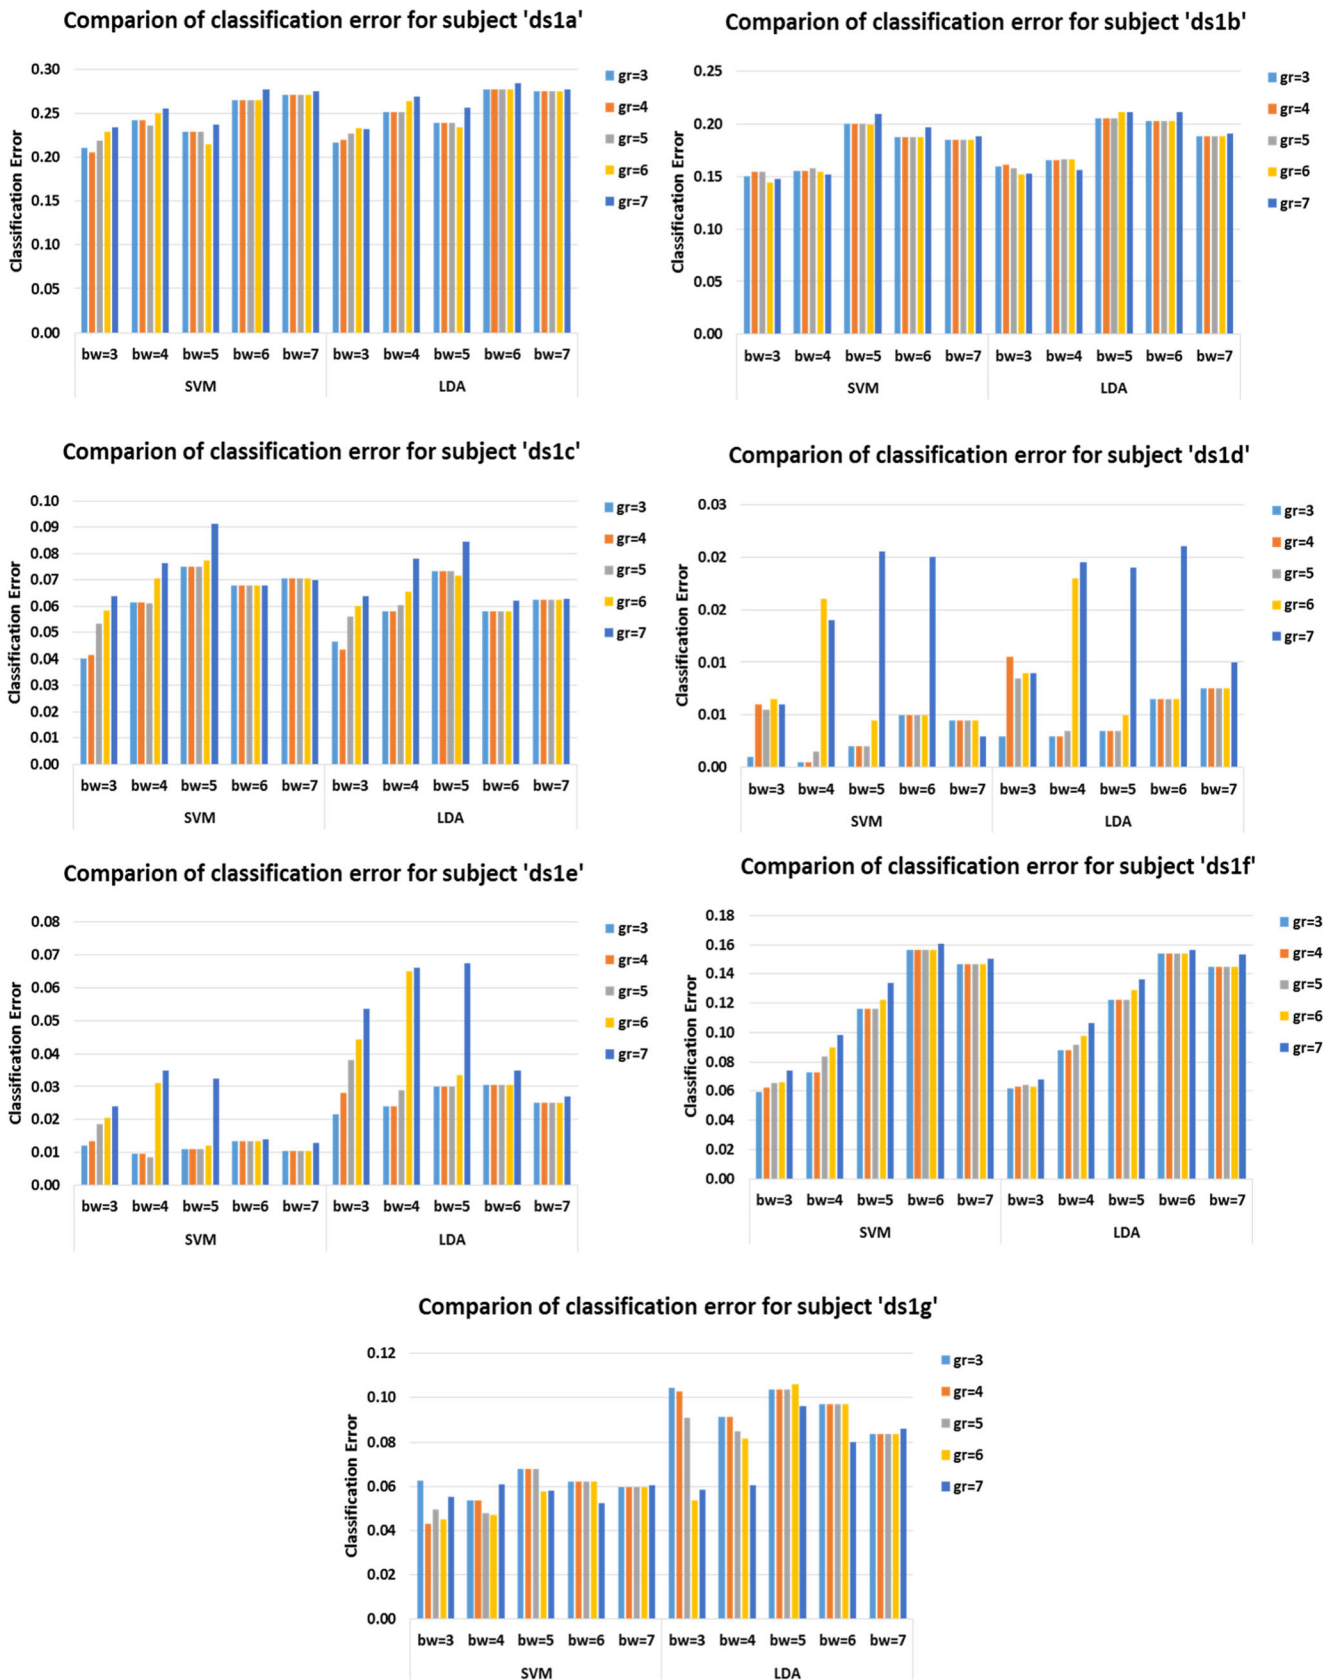 Comparion of classification error for subject 'ds1a'
Classification Error
0.30
0.25
0.20
0.15
0.10
0.05
0.00
bw=3 bw=4 bw=5 bw=6 bw=7 bw=3 bw=4 bw=5 bw=6 bw=7
SVM LDA
gr=3
gr=4
gr=5
gr=6
gr=7
Comparion of classification error for subject 'ds1b'
Classification Error
0.25
0.20
0.15
0.10
0.05
0.00
bw=3 bw=4 bw=5 bw=6 bw=7 bw=3 bw=4 bw=5 bw=6 bw=7
SVM LDA
gr=3
gr=4
gr=5
gr=6
gr=7
Comparion of classification error for subject 'ds1c'
Classification Error
0.10
0.09
0.08
0.07
0.06
0.05
0.04
0.03
0.02
0.01
0.00
bw=3 bw=4 bw=5 bw=6 bw=7 bw=3 bw=4 bw=5 bw=6 bw=7
SVM LDA
gr=3
gr=4
gr=5
gr=6
gr=7
Comparion of classification error for subject 'ds1d'
Classification Error
0.03
0.02
0.02
0.01
0.01
0.00
bw=3 bw=4 bw=5 bw=6 bw=7 bw=3 bw=4 bw=5 bw=6 bw=7
SVM LDA
gr=3
gr=4
gr=5
gr=6
gr=7
Comparion of classification error for subject 'ds1e'
Classification Error
0.08
0.07
0.06
0.05
0.04
0.03
0.02
0.01
0.00
bw=3 bw=4 bw=5 bw=6 bw=7 bw=3 bw=4 bw=5 bw=6 bw=7
SVM LDA
gr=3
gr=4
gr=5
gr=6
gr=7
Comparion of classification error for subject 'ds1f'
Classification Error
0.18
0.16
0.14
0.12
0.10
0.08
0.06
0.04
0.02
0.00
bw=3 bw=4 bw=5 bw=6 bw=7 bw=3 bw=4 bw=5 bw=6 bw=7
SVM LDA
gr=3
gr=4
gr=5
gr=6
gr=7
Comparion of classification error for subject 'ds1g'
Classification Error
0.12
0.10
0.08
0.06
0.04
0.02
0.00
bw=3 bw=4 bw=5 bw=6 bw=7 bw=3 bw=4 bw=5 bw=6 bw=7
SVM LDA
gr=3
gr=4
gr=5
gr=6
gr=7